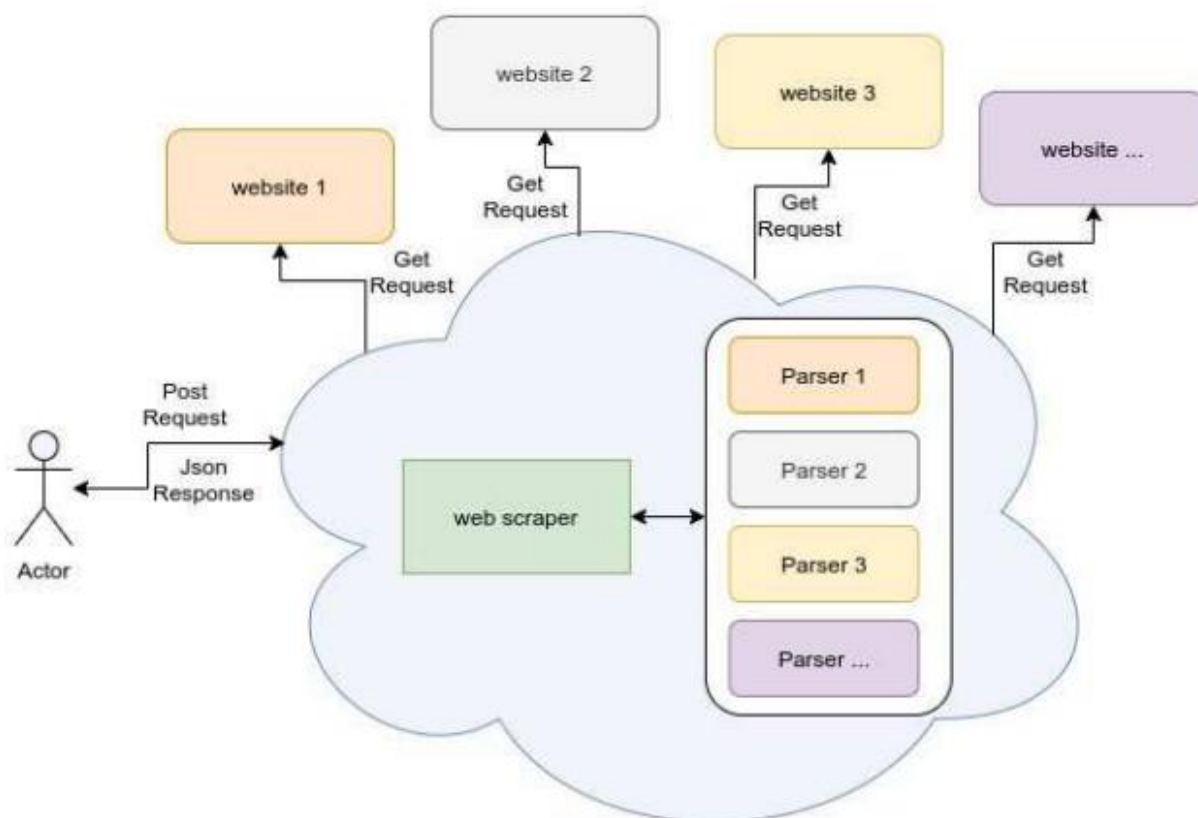 website 2
website 3
website ...
website 1
Get
Request
Get
Request
Get
Request
Get
Request
Post
Request
Json
Response
Actor
web scraper
Parser 1
Parser 2
Parser 3
Parser ...